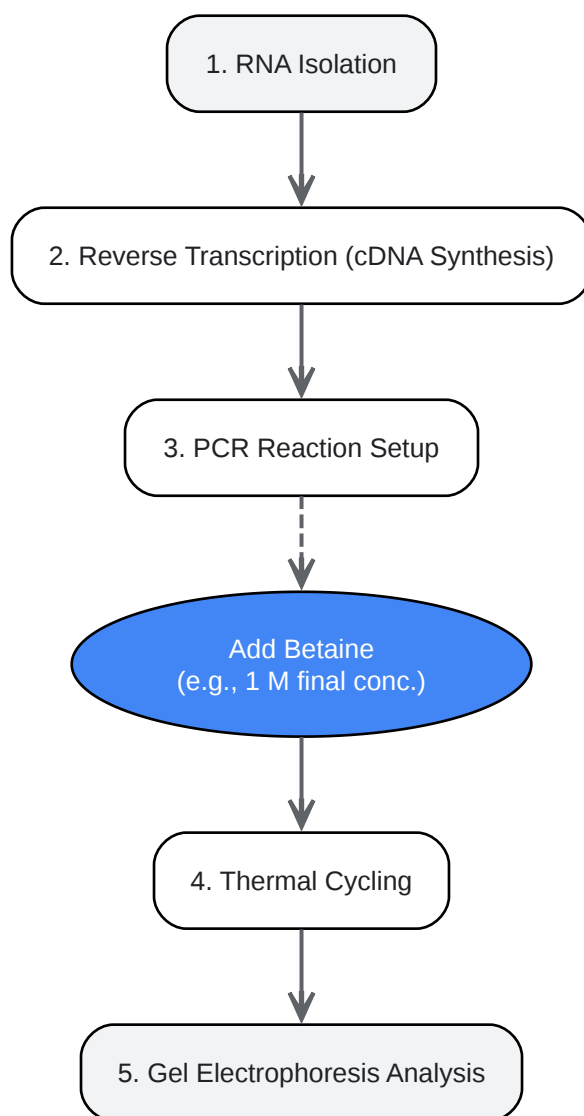 1. RNA Isolation
2. Reverse Transcription (cDNA Synthesis)
3. PCR Reaction Setup
Add Betaine
(e.g., 1 M final conc.)
4. Thermal Cycling
5. Gel Electrophoresis Analysis